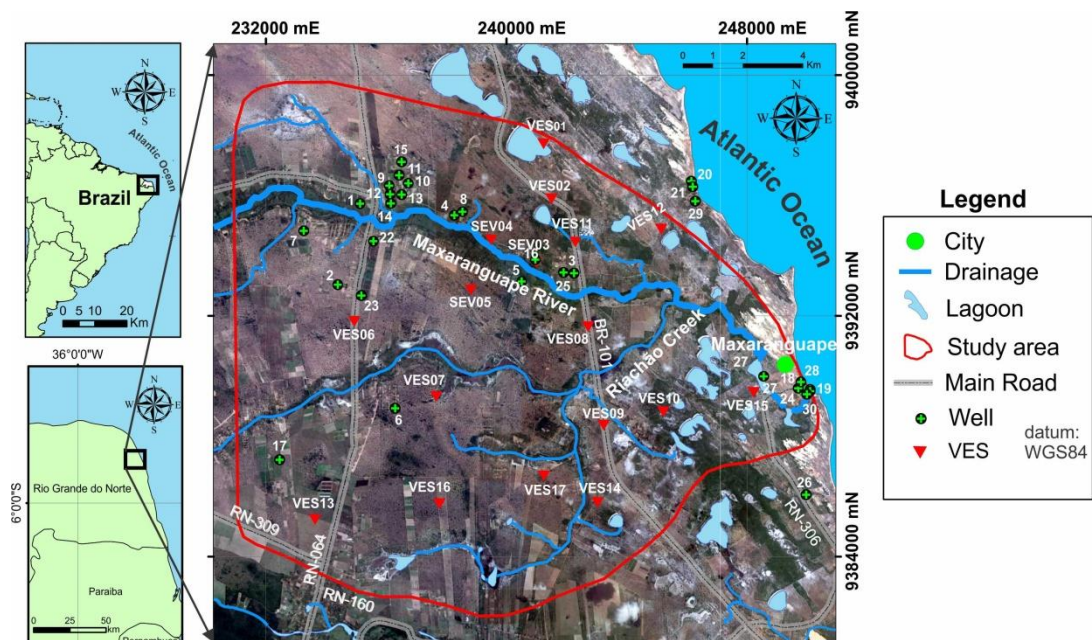 232000 mE
240000 mE
248000 mE
9400000 mN
9392000 mN
9384000 mN
N
W
E
S
Atlantic
Ocean
Brazil
0 5 10 20
Km
36°0'0"W
N
W
E
S
Rio Grande do Norte
6°0'0"S
Paraiba
0 25 50
km
0 2 4
Km
N
W
E
S
Atlantic Ocean
VES01
15
11
9
10
20
VES02
12
13
21
1
14
4
8
29
VES12
VES11
7
22
SEV04
Maxaranguape River
SEV03
16
3
5
25
2
23
SEV05
VES06
VES08
BR-101
Riachão Creek
Maxaranguape
27
18
28
19
27
24
30
VES15
VES07
6
VES10
VES09
17
VES17
VES16
VES14
VES13
26
RN-306
RN-309
RN-064
RN-160
Legend
City
Drainage
Lagoon
Study area
Main Road
Well
VES
datum:
WGS84